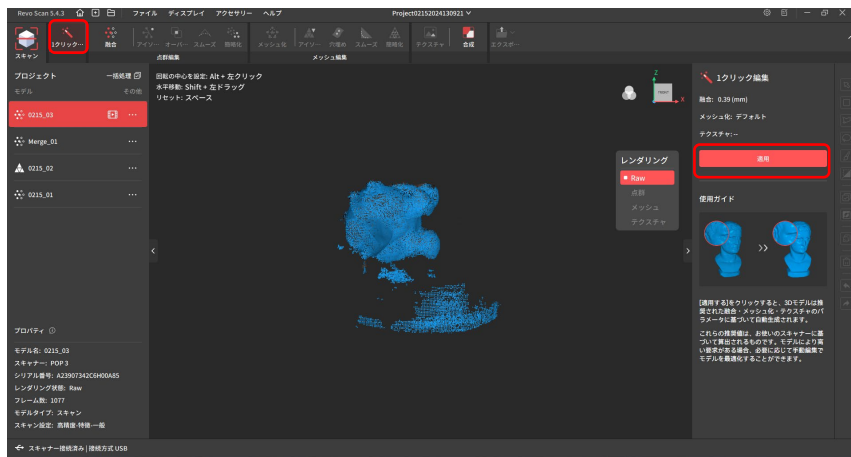 Revo Scan 5.4.3
ファイル ディスプレイ アクセサリー ヘルプ
Project02152024130921
スキャン
1クリック…
融合
アイソ…
オーバー…
スムーズ
簡略化
メッシュ化
アイソ…
穴埋め
スムーズ
簡略化
テクスチャ
合成
エクスポ…
点群編集
メッシュ編集
プロジェクト
一括処理
モデル
その他
0215_03
Merge_01
0215_02
0215_01
プロパティ
モデル名: 0215_03
スキャナー: POP 3
シリアル番号: A23907342C6H00A85
レンダリング状態: Raw
フレーム数: 1077
モデルタイプ: スキャン
スキャン設定: 高精度-特徴-一般
スキャナー接続済み | 接続方式 USB
回転の中心を設定: Alt + 左クリック
水平移動: Shift + 左ドラッグ
リセット: スペース
Z
FRONT
X
レンダリング
Raw
点群
メッシュ
テクスチャ
1クリック編集
融合: 0.39 (mm)
メッシュ化: デフォルト
テクスチャ: --
適用
使用ガイド
[適用する]をクリックすると、3Dモデルは推
奨された融合・メッシュ化・テクスチャのパ
ラメータに基づいて自動生成されます。
これらの推奨値は、お使いのスキャナーに基
づいて算出されるものです。モデルにより高
い要求がある場合、必要に応じて手動編集で
モデルを最適化することができます。